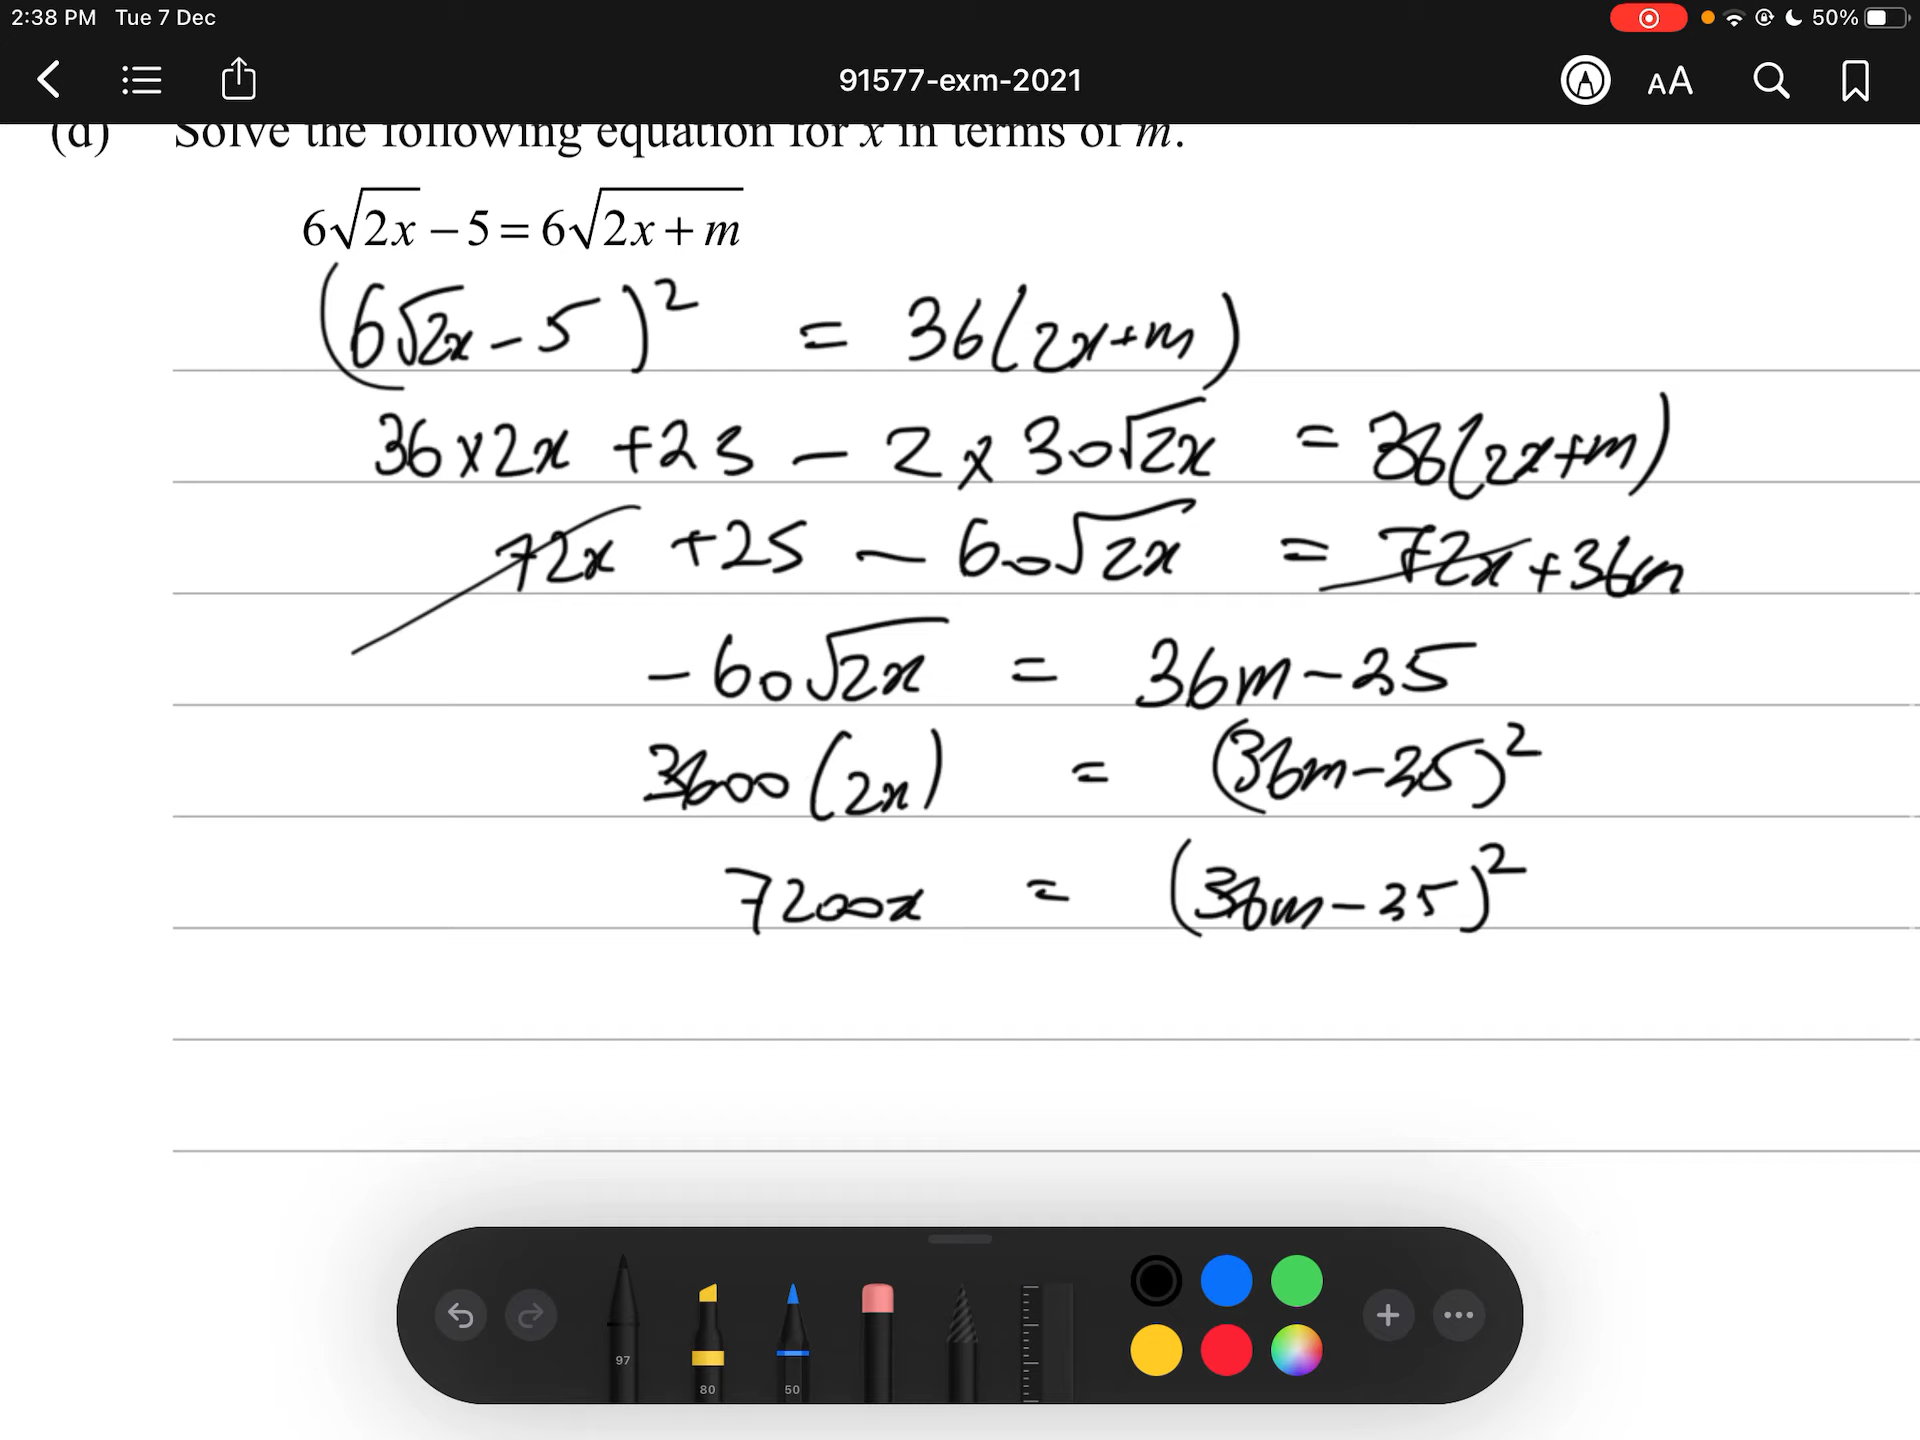 2:38 PM Tue 7 Dec 50%
91577-exm-2021
AA
(d) Solve the following equation for x in terms of m.
6√2x − 5 = 6√2x + m
(6√2x − 5)² = 36(2x+m)
36×2x +25 − 2 × 30√2x = 36(2x+m)
72x +25 − 60√2x = 72x +36m
−60√2x = 36m −25
3600(2x) = (36m−25)²
7200x = (36m−25)²
97
80
50